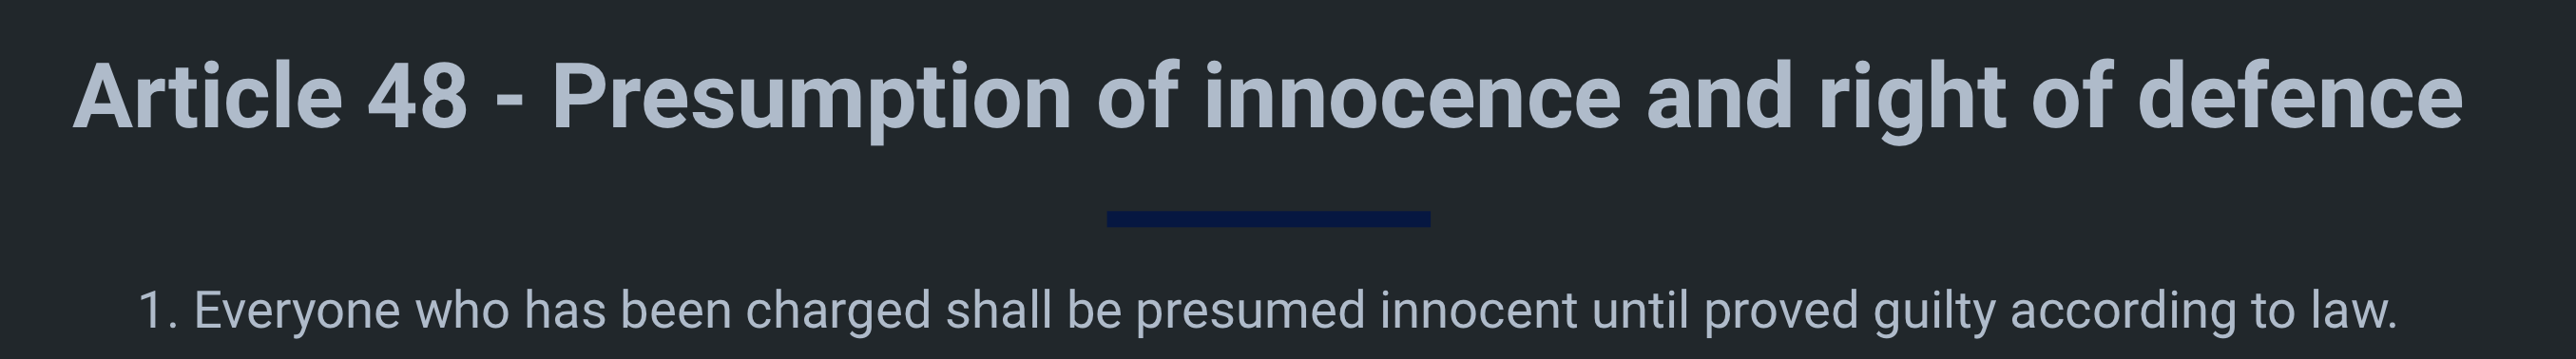 Article 48 - Presumption of innocence and right of defence
1. Everyone who has been charged shall be presumed innocent until proved guilty according to law.